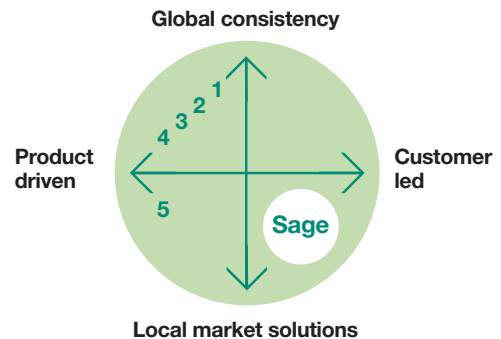 Global consistency
1
2
3
4
Product
driven
Customer
led
5
Sage
Local market solutions